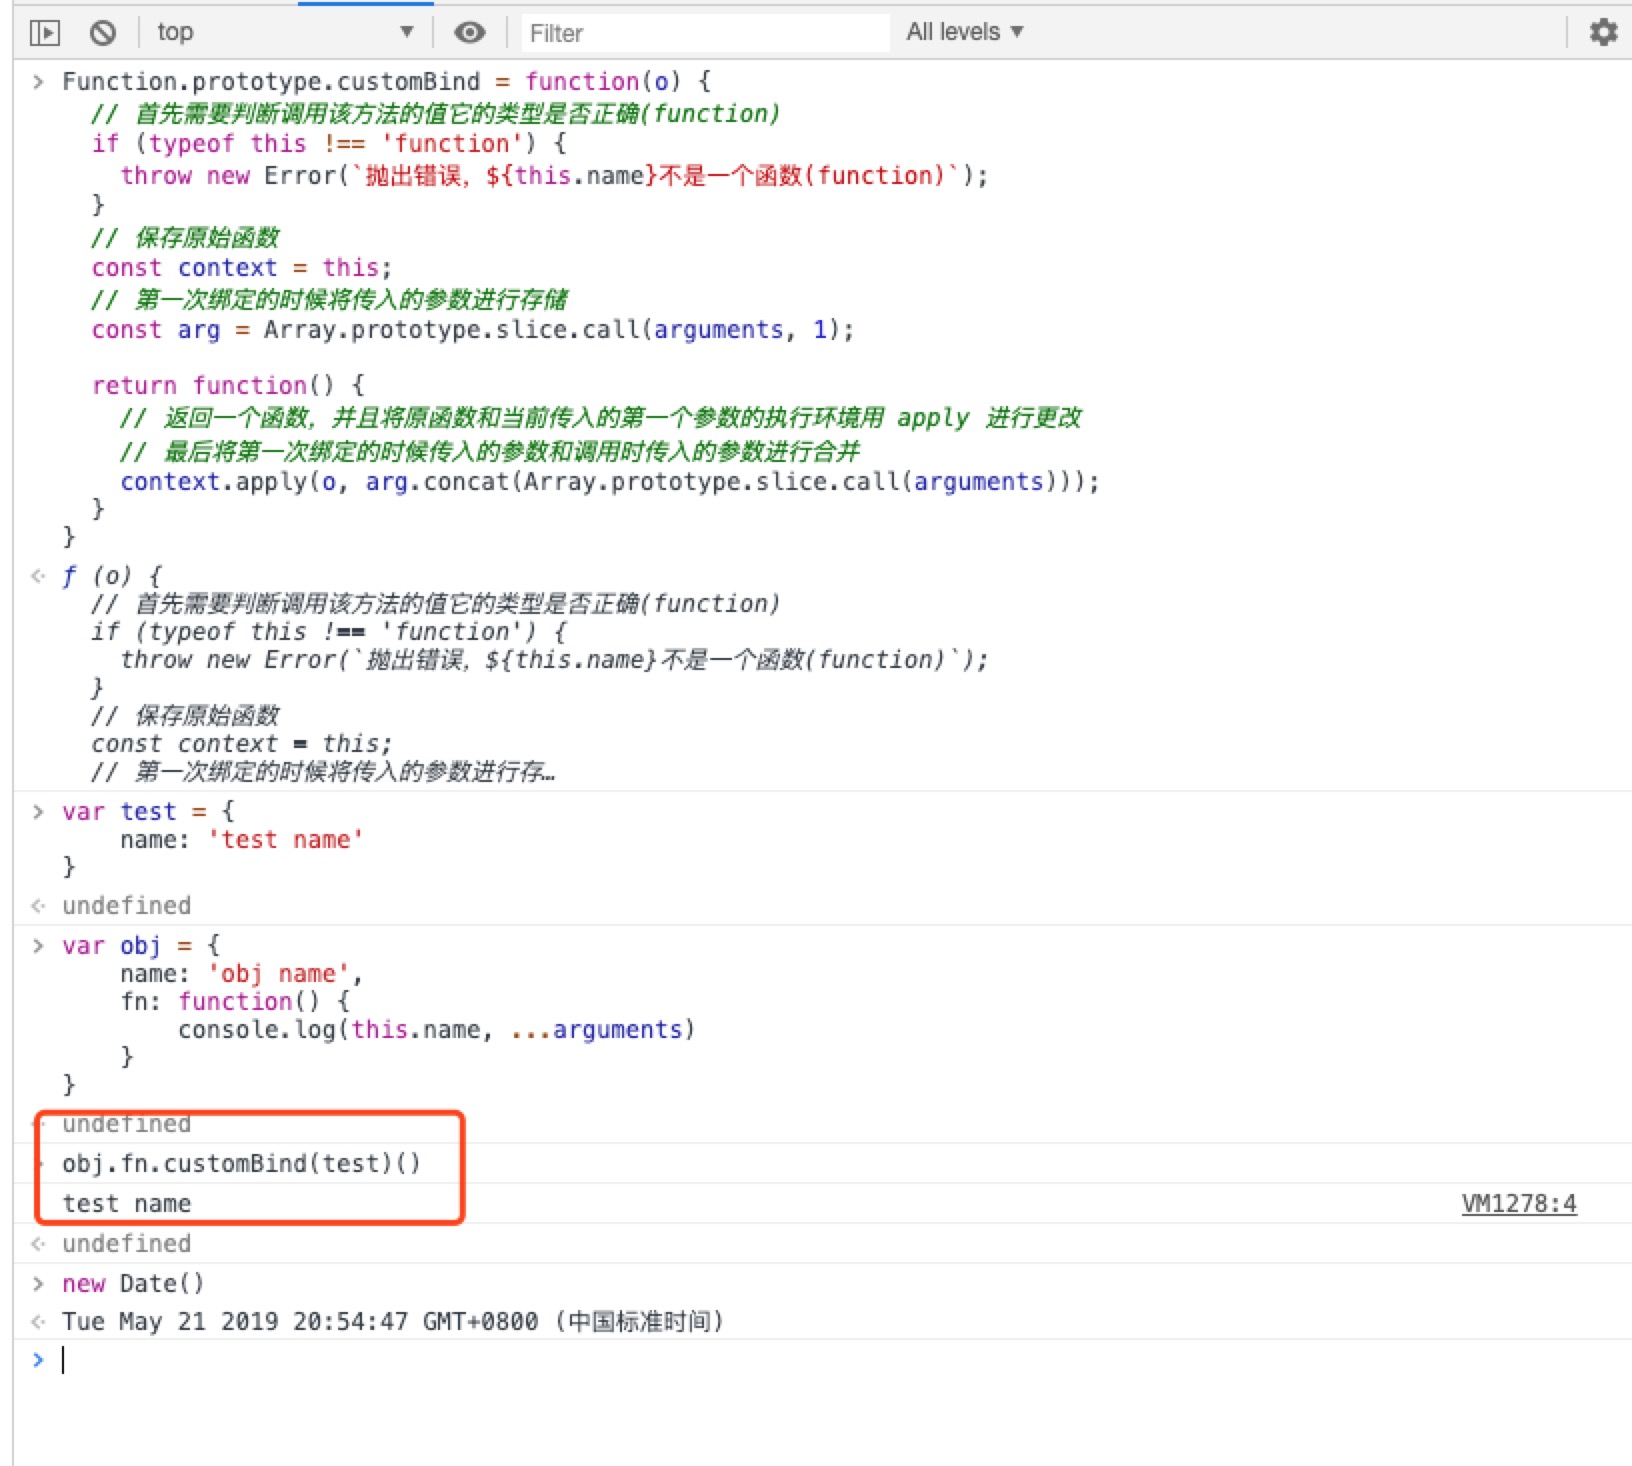 top ▼ Filter All levels ▼
> Function.prototype.customBind = function(o) {
// 首先需要判断调用该方法的值它的类型是否正确(function)
if (typeof this !== 'function') {
throw new Error(`抛出错误，${this.name}不是一个函数(function)`);
}
// 保存原始函数
const context = this;
// 第一次绑定的时候将传入的参数进行存储
const arg = Array.prototype.slice.call(arguments, 1);
return function() {
// 返回一个函数，并且将原函数和当前传入的第一个参数的执行环境用 apply 进行更改
// 最后将第一次绑定的时候传入的参数和调用时传入的参数进行合并
context.apply(o, arg.concat(Array.prototype.slice.call(arguments)));
}
}
ƒ (o) {
// 首先需要判断调用该方法的值它的类型是否正确(function)
if (typeof this !== 'function') {
throw new Error(`抛出错误，${this.name}不是一个函数(function)`);
}
// 保存原始函数
const context = this;
// 第一次绑定的时候将传入的参数进行存…
> var test = {
name: 'test name'
}
undefined
> var obj = {
name: 'obj name',
fn: function() {
console.log(this.name, ...arguments)
}
}
undefined
obj.fn.customBind(test)()
test name VM1278:4
undefined
> new Date()
Tue May 21 2019 20:54:47 GMT+0800 (中国标准时间)
>